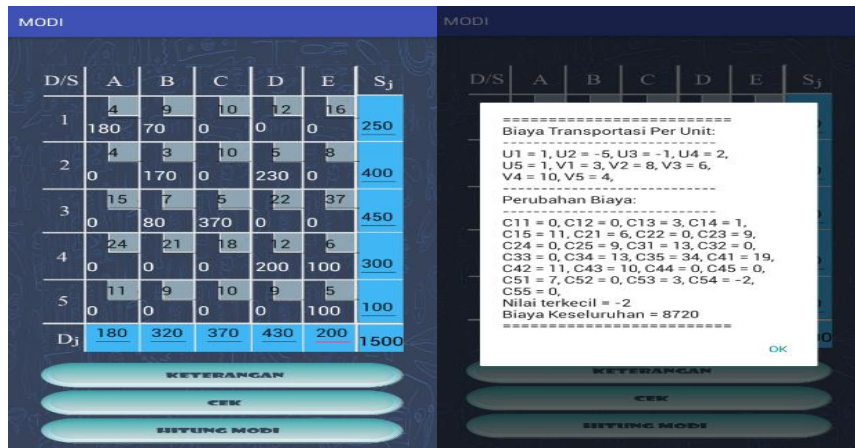 MODI
D/S A B C D E Sj
4 9 10 12 16
1 180 70 0 0 0 250
4 3 10 5 8
2 0 170 0 230 0 400
15 7 5 22 37
3 0 80 370 0 0 450
24 21 18 12 6
4 0 0 0 200 100 300
11 9 10 9 5
5 0 0 0 0 100 100
Dj 180 320 370 430 200 1500
KETERANGAN
CEK
HITUNG MODI
MODI
D/S A B C D E Sj
==========================
Biaya Transportasi Per Unit:
----------------------------
U1 = 1, U2 = -5, U3 = -1, U4 = 2,
U5 = 1, V1 = 3, V2 = 8, V3 = 6,
V4 = 10, V5 = 4,
----------------------------
Perubahan Biaya:
----------------------------
C11 = 0, C12 = 0, C13 = 3, C14 = 1,
C15 = 11, C21 = 6, C22 = 0, C23 = 9,
C24 = 0, C25 = 9, C31 = 13, C32 = 0,
C33 = 0, C34 = 13, C35 = 34, C41 = 19,
C42 = 11, C43 = 10, C44 = 0, C45 = 0,
C51 = 7, C52 = 0, C53 = 3, C54 = -2,
C55 = 0,
Nilai terkecil = -2
Biaya Keseluruhan = 8720
==========================
OK
KETERANGAN
CEK
HITUNG MODI